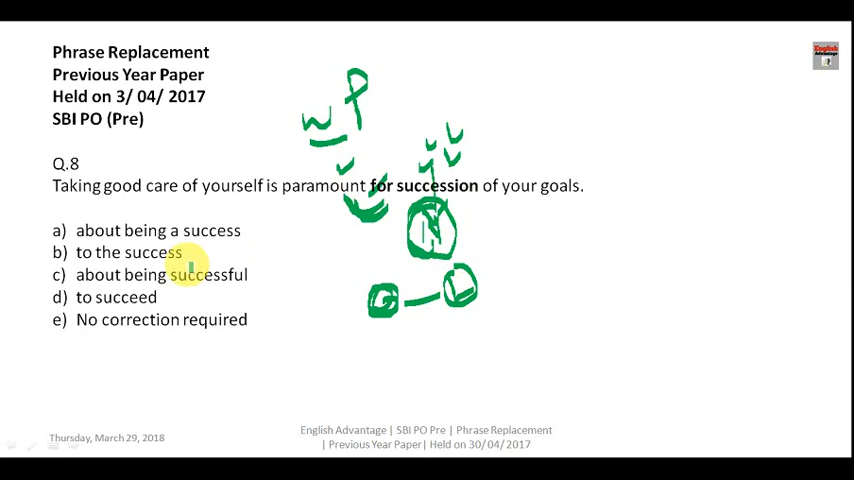 Phrase Replacement
Previous Year Paper
Held on 3/ 04/ 2017
SBI PO (Pre)
English
Advantage
W P
Q.8
Taking good care of yourself is paramount for succession of your goals.
a) about being a success
b) to the success
c) about being successful
d) to succeed
e) No correction required
G — L
Thursday, March 29, 2018
English Advantage| SBI PO Pre | Phrase Replacement
| Previous Year Paper| Held on 30/ 04/ 2017